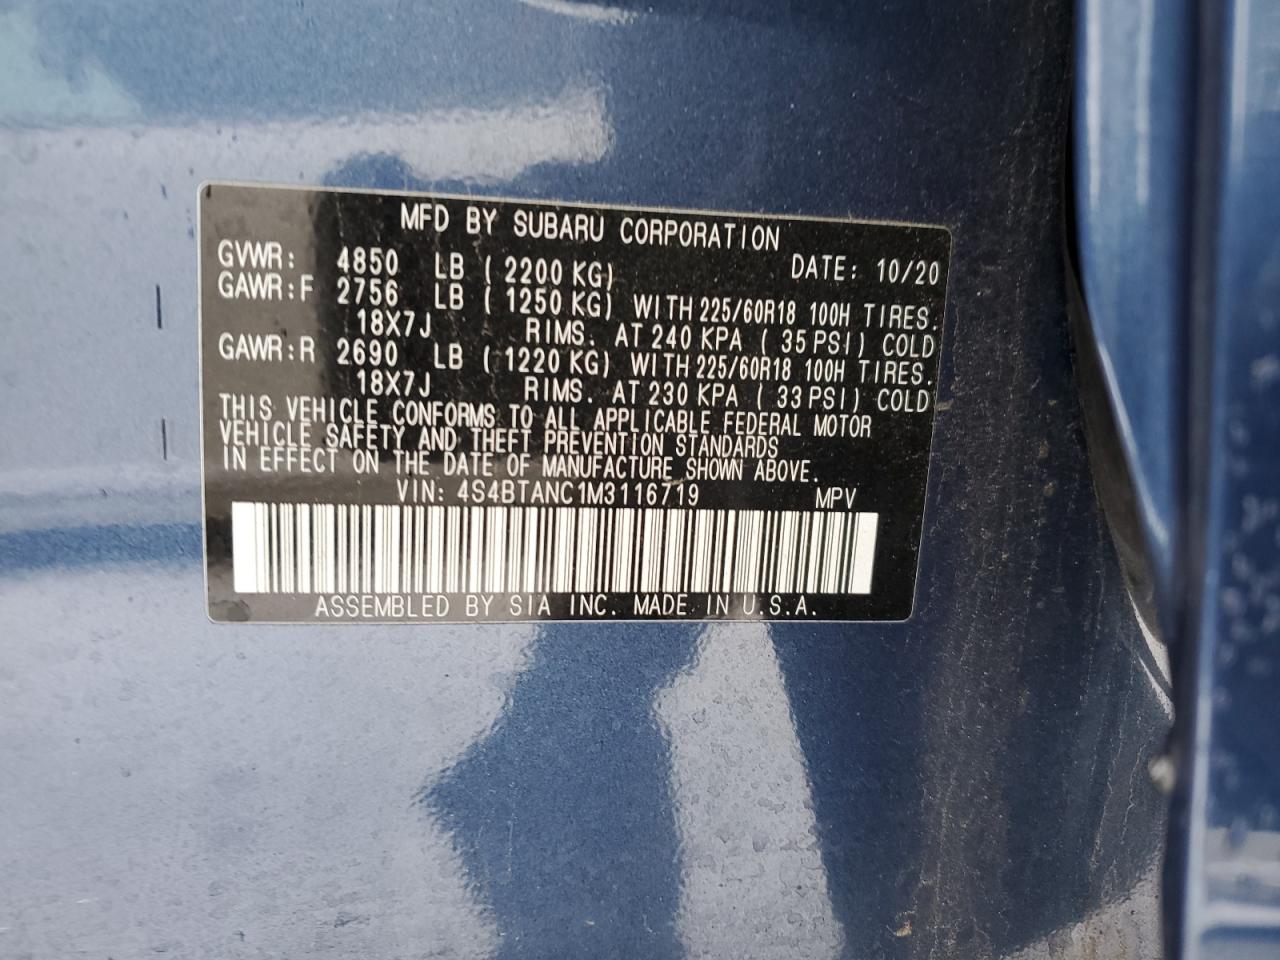 MFD BY SUBARU CORPORATION
GVWR: 4850 LB ( 2200 KG) DATE: 10/20
GAWR:F 2756 LB ( 1250 KG) WITH 225/60R18 100H TIRES.
18X7J RIMS. AT 240 KPA ( 35 PSI) COLD
GAWR:R 2690 LB ( 1220 KG) WITH 225/60R18 100H TIRES.
18X7J RIMS. AT 230 KPA ( 33 PSI) COLD
THIS VEHICLE CONFORMS TO ALL APPLICABLE FEDERAL MOTOR
VEHICLE SAFETY AND THEFT PREVENTION STANDARDS
IN EFFECT ON THE DATE OF MANUFACTURE SHOWN ABOVE.
VIN: 4S4BTANC1M3116719 MPV
ASSEMBLED BY SIA INC. MADE IN U.S.A.